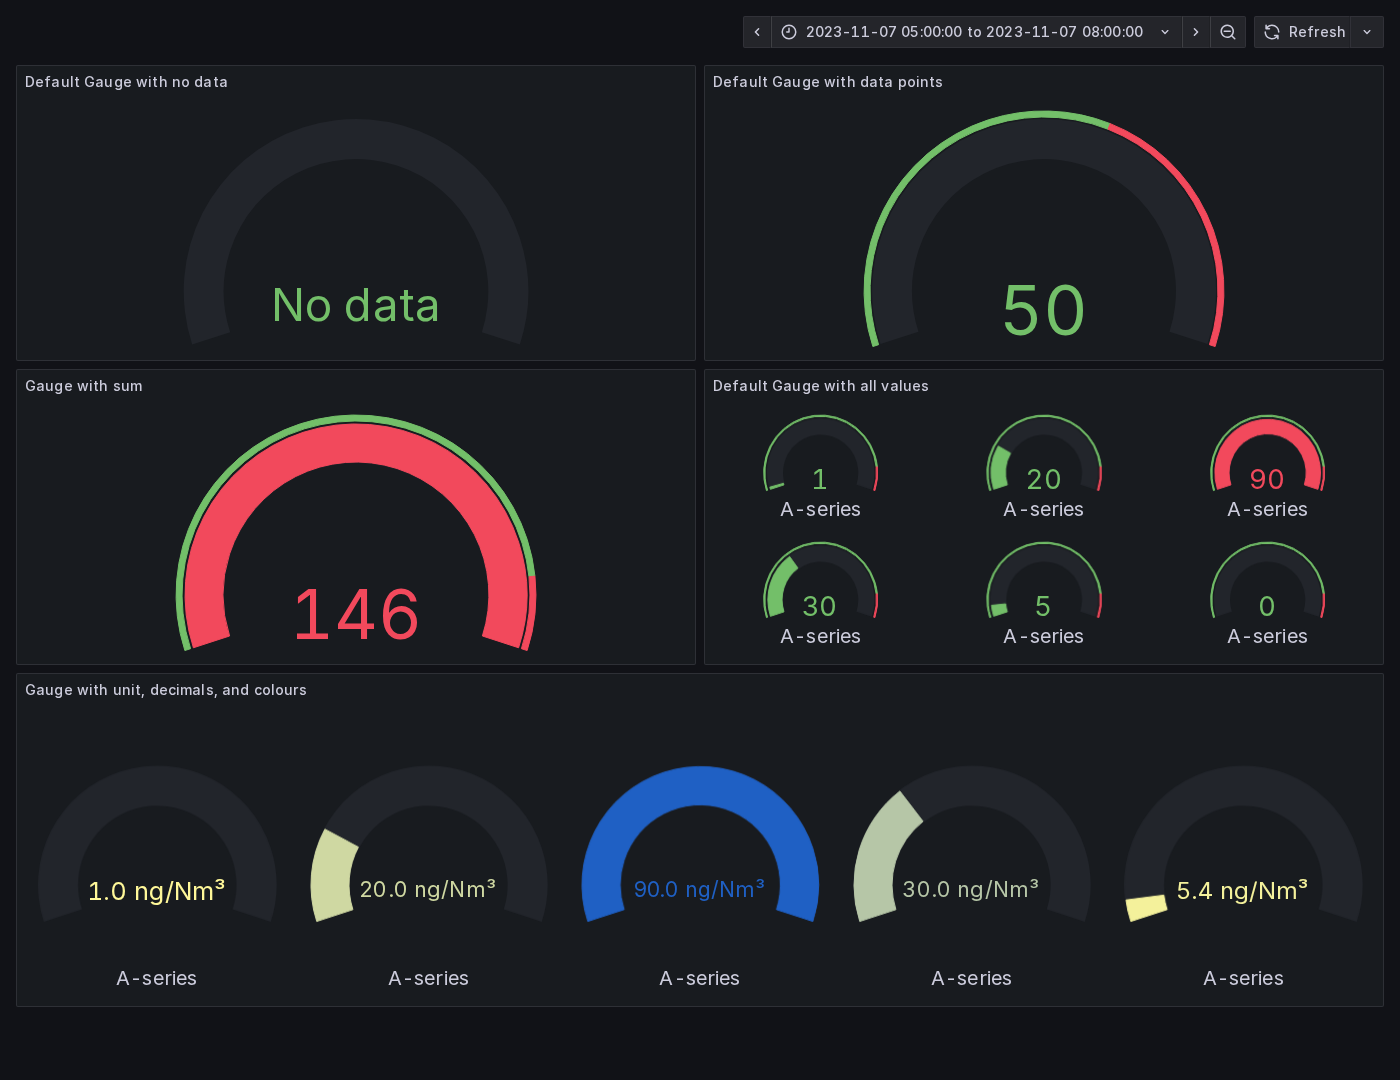 2023-11-07 05:00:00 to 2023-11-07 08:00:00
Refresh
Default Gauge with no data
No data
Default Gauge with data points
50
Gauge with sum
146
Default Gauge with all values
1
A-series
20
A-series
90
A-series
30
A-series
5
A-series
0
A-series
Gauge with unit, decimals, and colours
1.0 ng/Nm³
A-series
20.0 ng/Nm³
A-series
90.0 ng/Nm³
A-series
30.0 ng/Nm³
A-series
5.4 ng/Nm³
A-series